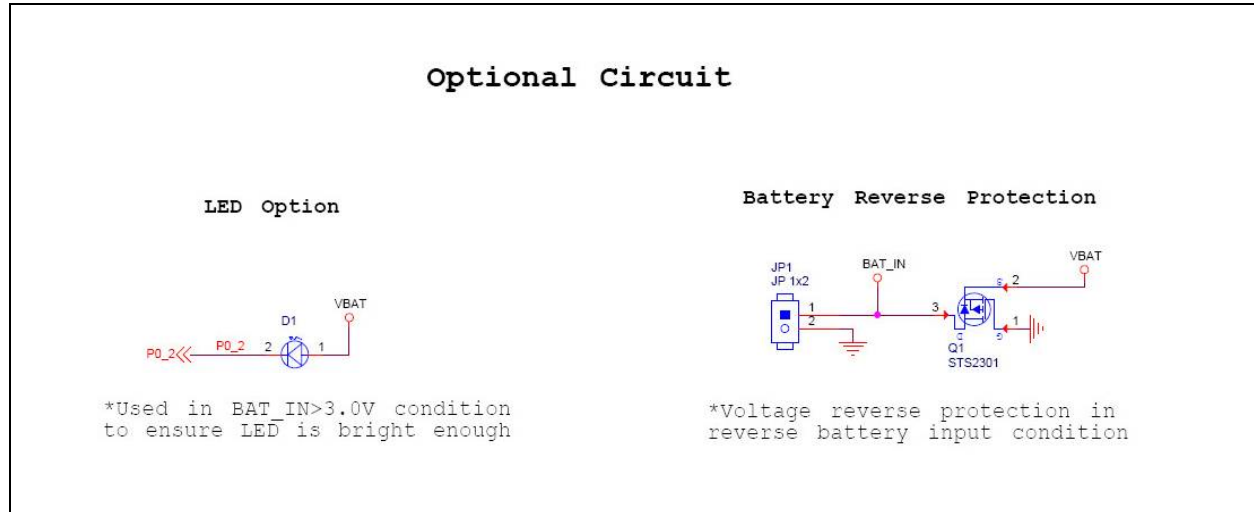 Optional Circuit
LED Option
VBAT
D1
P0_2
P0_2
2
1
*Used in BAT_IN>3.0V condition
to ensure LED is bright enough
Battery Reverse Protection
JP1
JP 1x2
BAT_IN
VBAT
1
2
3
D
S
2
G
1
Q1
STS2301
*Voltage reverse protection in
reverse battery input condition